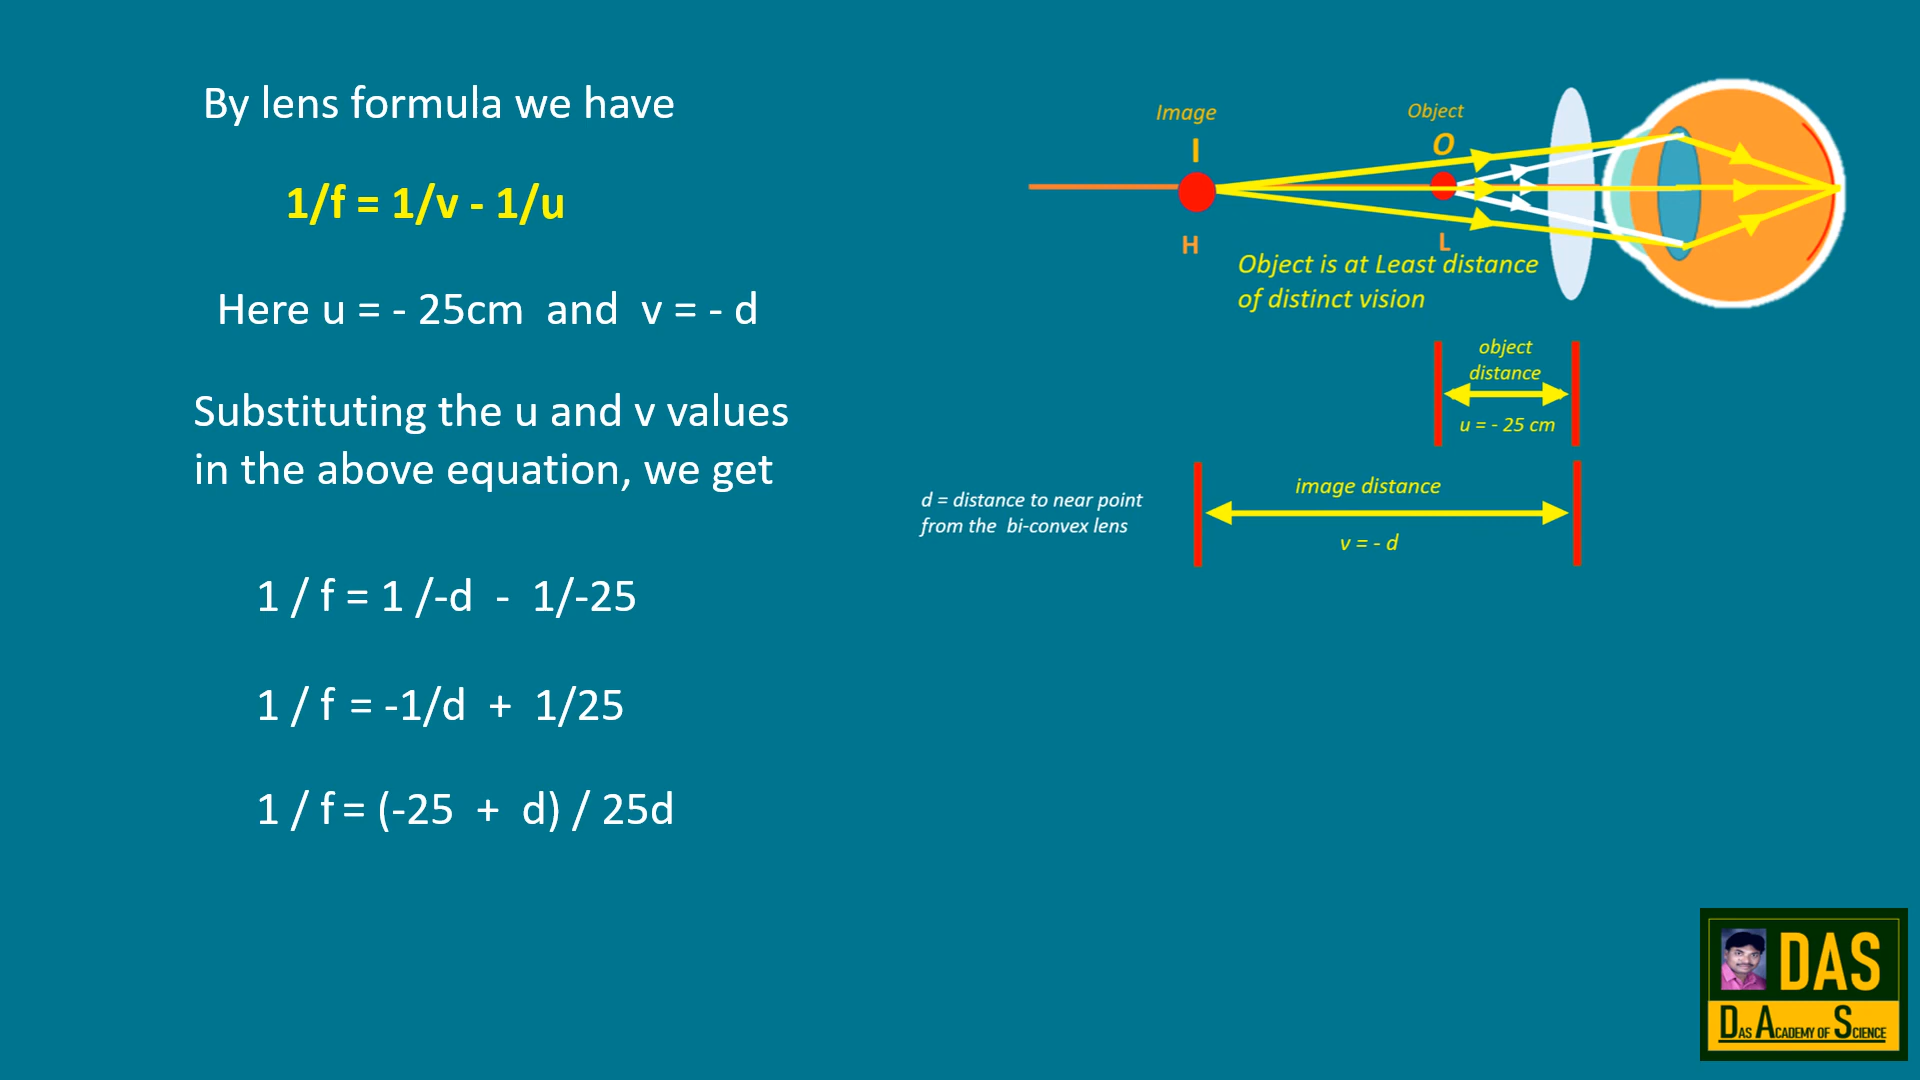 By lens formula we have
1/f = 1/v - 1/u
Here u = - 25cm and v = - d
Substituting the u and v values
in the above equation, we get
1 / f = 1 /-d - 1/-25
1 / f = -1/d + 1/25
1 / f = (-25 + d) / 25d
Image
I
Object
O
H
L
Object is at Least distance
of distinct vision
object
distance
u = - 25 cm
image distance
v = - d
d = distance to near point
from the bi-convex lens
DAS
DAS ACADEMY OF SCIENCE